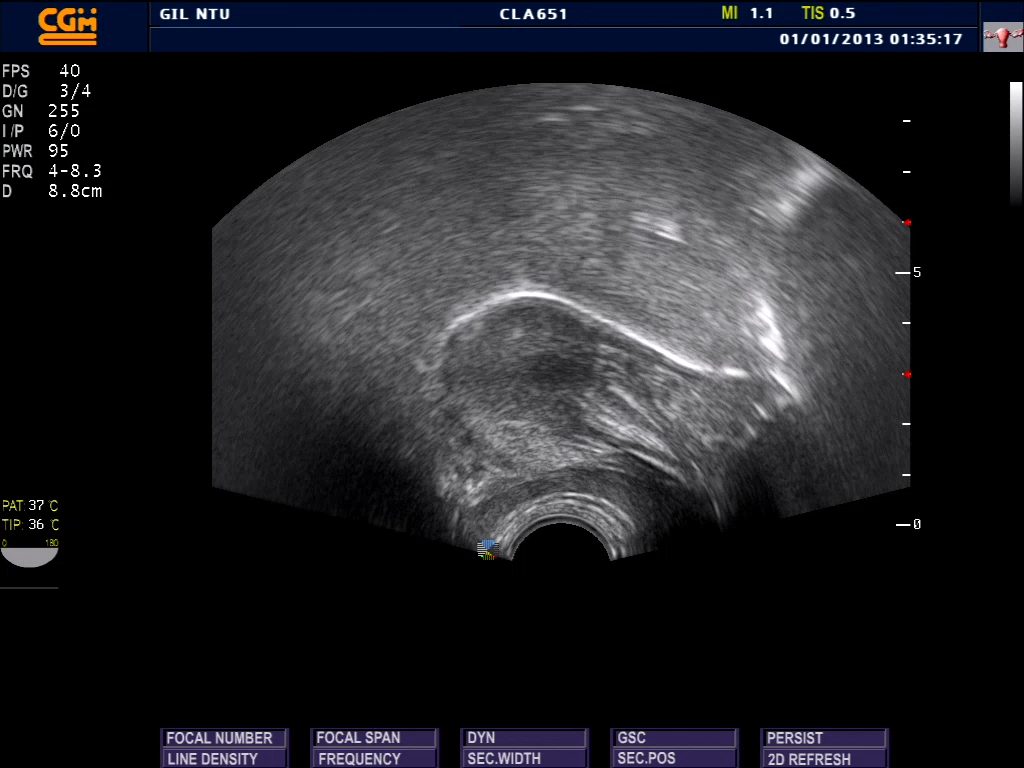 CGM
GIL NTU CLA651 MI 1.1 TIS 0.5
01/01/2013 01:35:17
FPS 40
D/G 3/4
GN 255
I/P 6/0
PWR 95
FRQ 4-8.3
D 8.8cm
5
PAT: 37 °C
TIP: 36 °C
0 180
0
FOCAL NUMBER FOCAL SPAN DYN GSC PERSIST
LINE DENSITY FREQUENCY SEC.WIDTH SEC.POS 2D REFRESH